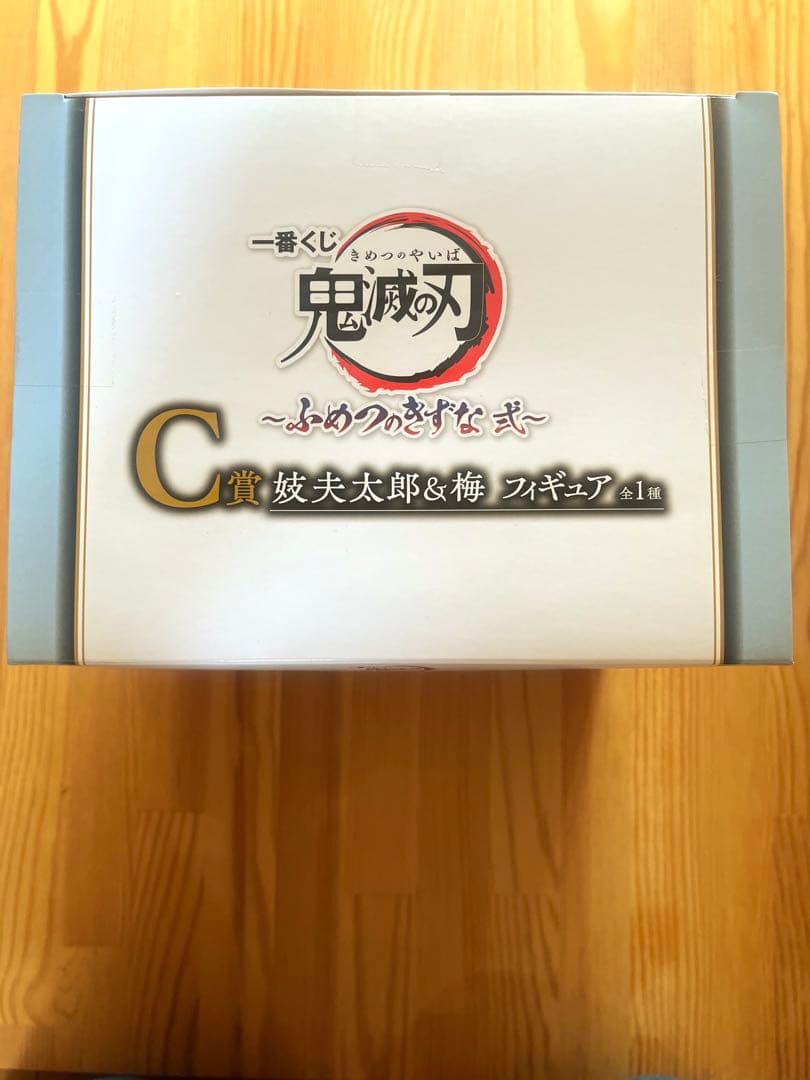 一番くじ
きめつのやいば
鬼滅の刃
～ふめつのきずな 弐～
C賞 妓夫太郎&梅 フィギュア 全1種